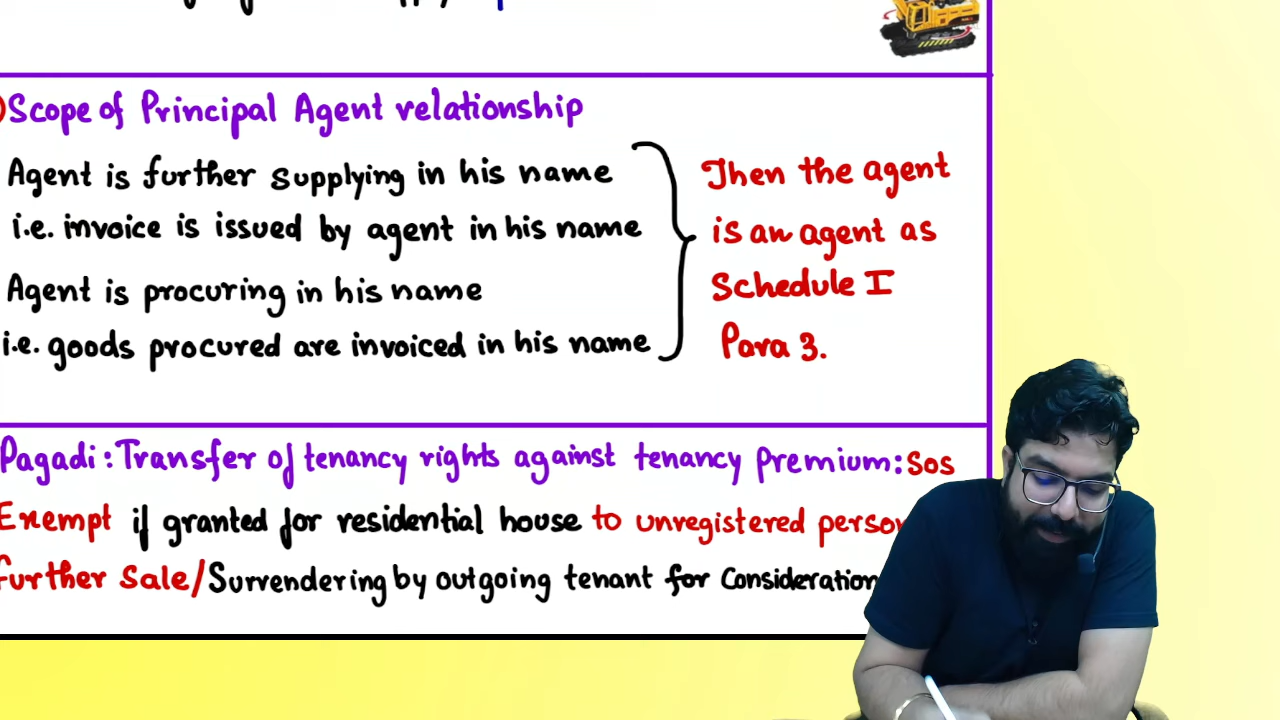 Scope of Principal Agent relationship
Agent is further supplying in his name
i.e. invoice is issued by agent in his name
Agent is procuring in his name
i.e. goods procured are invoiced in his name
Then the agent
is an agent as
Schedule I
Para 3.
Pagadi : Transfer of tenancy rights against tenancy premium: Sos
Exempt if granted for residential house to unregistered person
Further Sale/Surrendering by outgoing tenant for Consideration